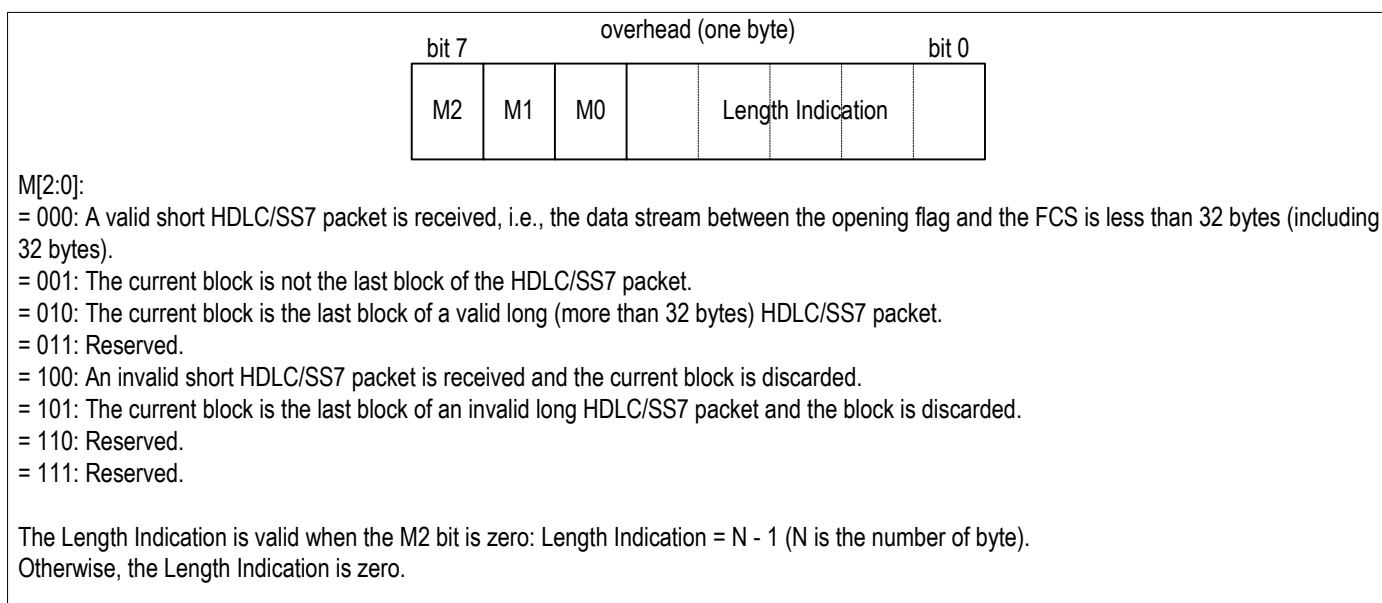 overhead (one byte)
bit 7 bit 0
M2 M1 M0 Length Indication
M[2:0]:
= 000: A valid short HDLC/SS7 packet is received, i.e., the data stream between the opening flag and the FCS is less than 32 bytes (including
32 bytes).
= 001: The current block is not the last block of the HDLC/SS7 packet.
= 010: The current block is the last block of a valid long (more than 32 bytes) HDLC/SS7 packet.
= 011: Reserved.
= 100: An invalid short HDLC/SS7 packet is received and the current block is discarded.
= 101: The current block is the last block of an invalid long HDLC/SS7 packet and the block is discarded.
= 110: Reserved.
= 111: Reserved.
The Length Indication is valid when the M2 bit is zero: Length Indication = N - 1 (N is the number of byte).
Otherwise, the Length Indication is zero.